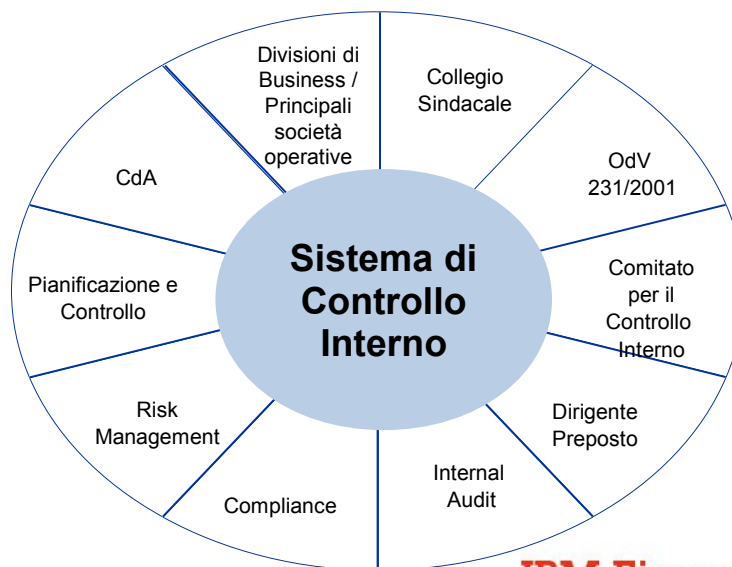 Divisioni di
Business /
Principali
società
operative
Collegio
Sindacale
OdV
231/2001
Comitato
per il
Controllo
Interno
Dirigente
Preposto
Internal
Audit
Compliance
Risk
Management
Pianificazione e
Controllo
CdA
Sistema di
Controllo
Interno